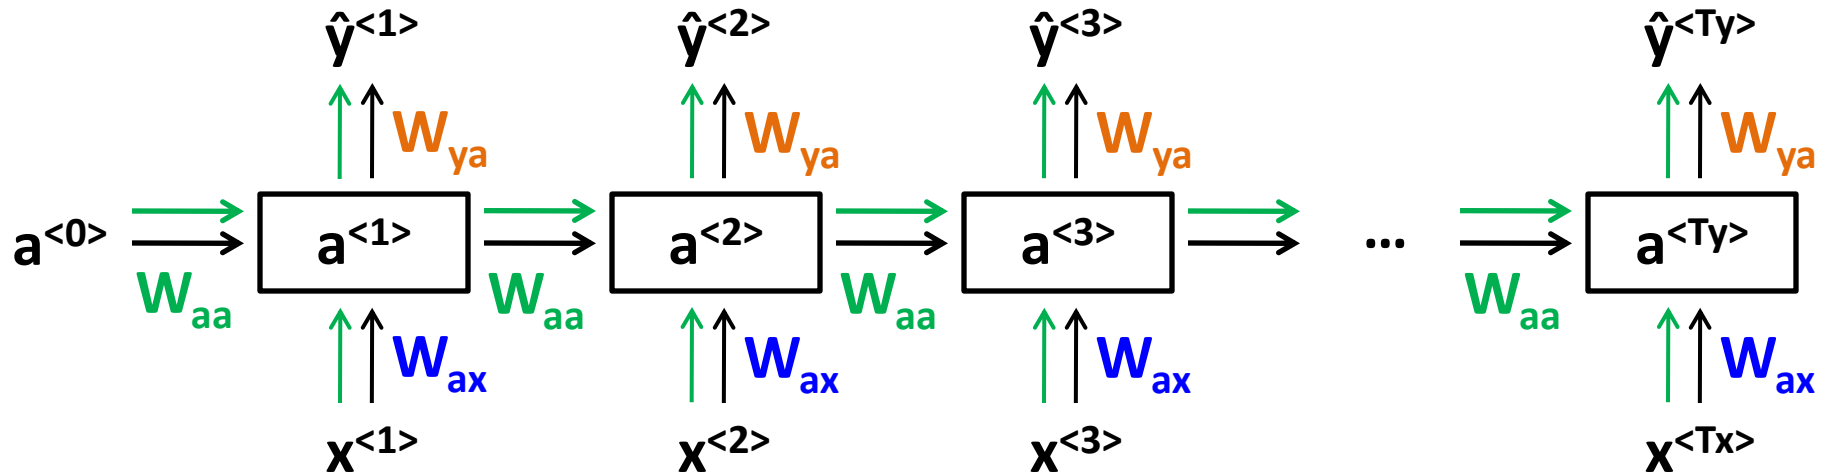 ŷ<1> ŷ<2> ŷ<3> ŷ<Ty>
Wya Wya Wya Wya
a<0> a<1> a<2> a<3> ... a<Ty>
Waa Waa Waa Waa
Wax Wax Wax Wax
x<1> x<2> x<3> x<Tx>